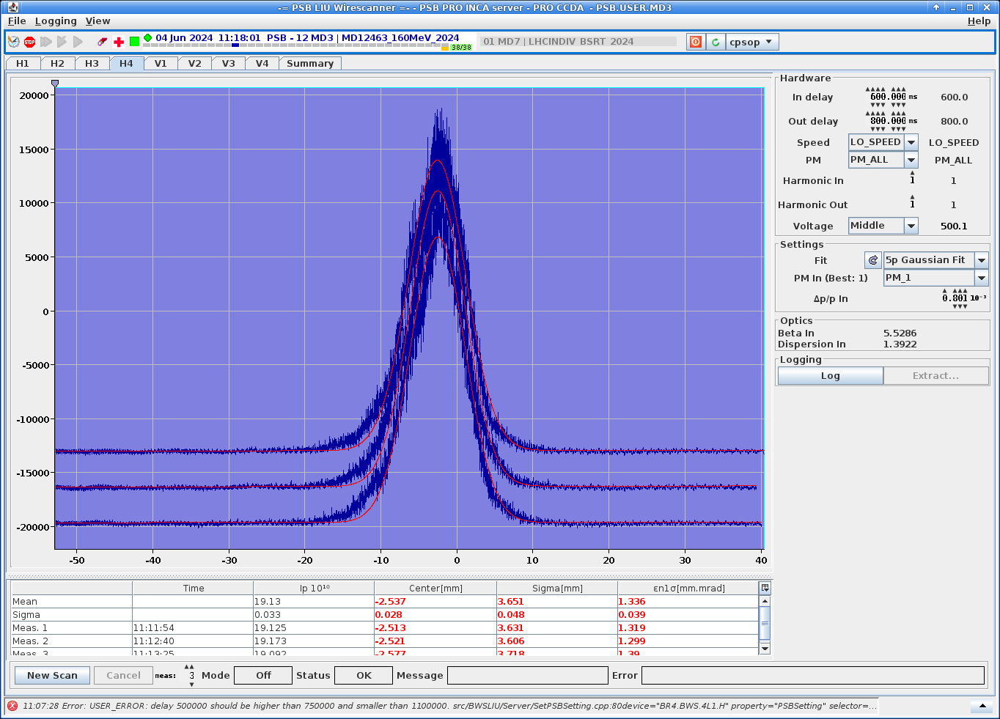 -= PSB LIU Wirescanner =- - PSB PRO INCA server - PRO CCDA - PSB.USER.MD3
File Logging View Help
STOP 04 Jun 2024 11:18:01 PSB - 12 MD3 | MD12463_160MeV_2024 38/38 01 MD7 | LHCINDIV_BSRT_2024 cpsop
H1 H2 H3 H4 V1 V2 V3 V4 Summary
20000
15000
10000
5000
0
-5000
-10000
-15000
-20000
-50 -40 -30 -20 -10 0 10 20 30 40
Hardware
In delay 600.000 ms 600.0
Out delay 800.000 ms 800.0
Speed LO_SPEED LO_SPEED
PM PM_ALL PM_ALL
Harmonic In 1 1
Harmonic Out 1 1
Voltage Middle 500.1
Settings
Fit 5p Gaussian Fit
PM In (Best: 1) PM_1
Δp/p In 0.801 10⁻³
Optics
Beta In 5.5286
Dispersion In 1.3922
Logging
Log Extract...
Time Ip 10¹⁰ Center[mm] Sigma[mm] εn1σ[mm.mrad]
Mean 19.13 -2.537 3.651 1.336
Sigma 0.033 0.028 0.048 0.039
Meas. 1 11:11:54 19.125 -2.513 3.631 1.319
Meas. 2 11:12:40 19.173 -2.521 3.606 1.299
Meas. 3 11:13:25 19.092 -2.577 3.718 1.39
New Scan Cancel meas: 3 Mode Off Status OK Message Error
11:07:28 Error: USER_ERROR: delay 500000 should be higher than 750000 and smaller than 1100000. src/BWSLIU/Server/SetPSBSetting.cpp:80device="BR4.BWS.4L1.H" property="PSBSetting" selector=...